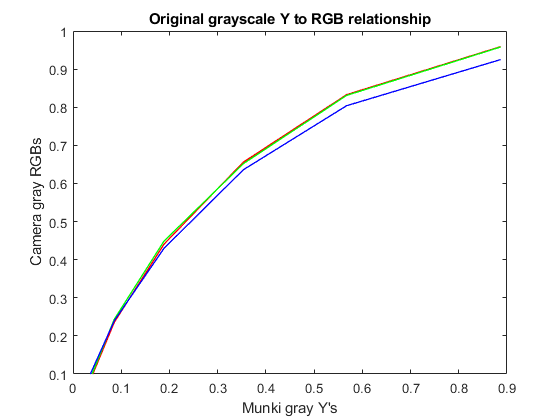 Original grayscale Y to RGB relationship
1
0.9
0.8
0.7
0.6
0.5
0.4
0.3
0.2
0.1
Camera gray RGBs
0 0.1 0.2 0.3 0.4 0.5 0.6 0.7 0.8 0.9
Munki gray Y's